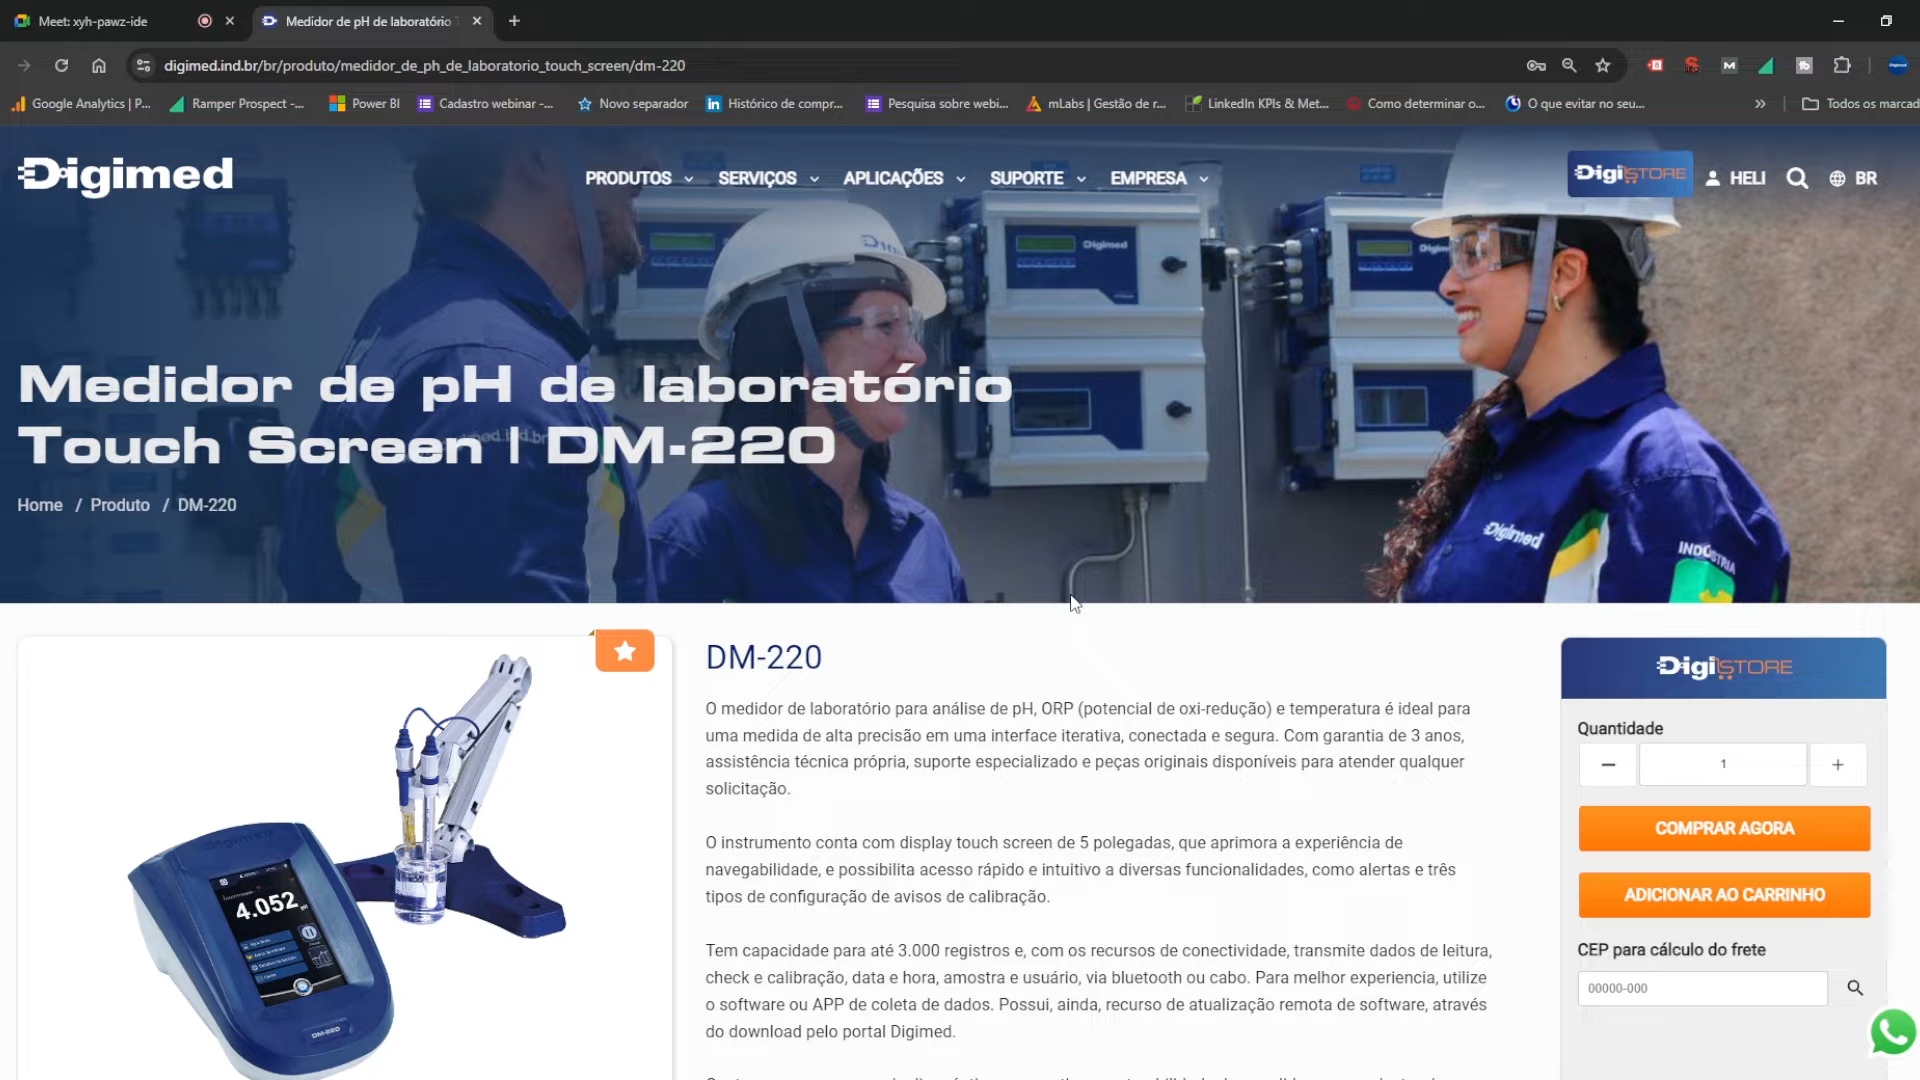 Meet: xyh-pawz-ide
Medidor de pH de laboratório
digimed.ind.br/br/produto/medidor_de_ph_de_laboratorio_touch_screen/dm-220
Google Analytics | P...
Ramper Prospect -...
Power BI
Cadastro webinar -...
Novo separador
Histórico de compr...
Pesquisa sobre webi...
mLabs | Gestão de r...
LinkedIn KPIs & Met...
Como determinar o...
O que evitar no seu...
Todos os marcad
Digimed
PRODUTOS
SERVIÇOS
APLICAÇÕES
SUPORTE
EMPRESA
DigiSTORE
HELI
BR
Digimed
Digimed
INDÚSTRIA
Medidor de pH de laboratório
Touch Screen | DM-220
Home / Produto / DM-220
4.052
DM-220
DM-220
O medidor de laboratório para análise de pH, ORP (potencial de oxi-redução) e temperatura é ideal para
uma medida de alta precisão em uma interface iterativa, conectada e segura. Com garantia de 3 anos,
assistência técnica própria, suporte especializado e peças originais disponíveis para atender qualquer
solicitação.
O instrumento conta com display touch screen de 5 polegadas, que aprimora a experiência de
navegabilidade, e possibilita acesso rápido e intuitivo a diversas funcionalidades, como alertas e três
tipos de configuração de avisos de calibração.
Tem capacidade para até 3.000 registros e, com os recursos de conectividade, transmite dados de leitura,
check e calibração, data e hora, amostra e usuário, via bluetooth ou cabo. Para melhor experiencia, utilize
o software ou APP de coleta de dados. Possui, ainda, recurso de atualização remota de software, através
do download pelo portal Digimed.
DigiSTORE
Quantidade
1
COMPRAR AGORA
ADICIONAR AO CARRINHO
CEP para cálculo do frete
00000-000